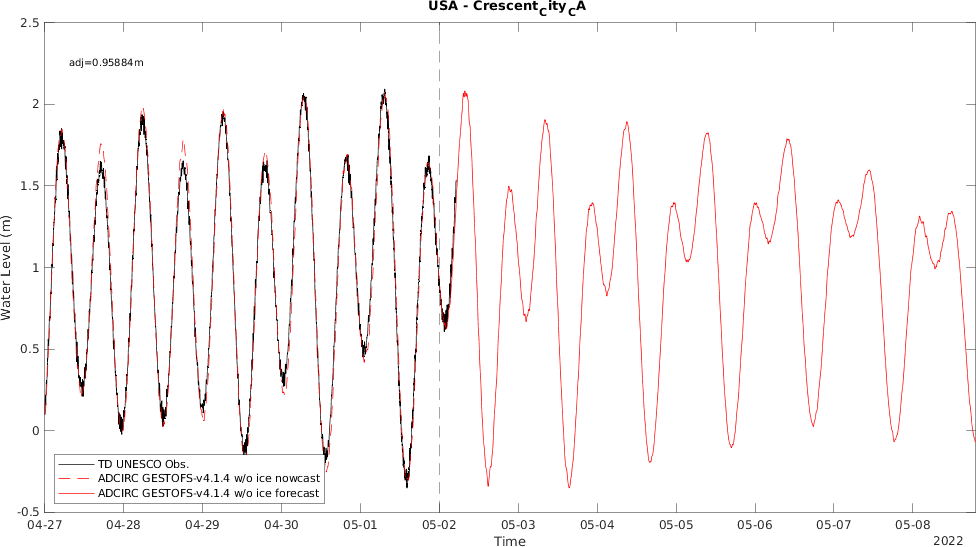 USA - CrescentCityCA
adj=0.95884m
2.5
2
1.5
1
0.5
0
-0.5
Water Level (m)
TD UNESCO Obs.
ADCIRC GESTOFS-v4.1.4 w/o ice nowcast
ADCIRC GESTOFS-v4.1.4 w/o ice forecast
04-27 04-28 04-29 04-30 05-01 05-02 05-03 05-04 05-05 05-06 05-07 05-08
Time
2022